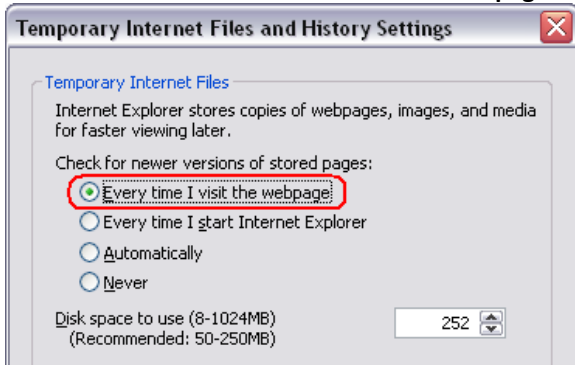 Temporary Internet Files and History Settings
Temporary Internet Files
Internet Explorer stores copies of webpages, images, and media
for faster viewing later.
Check for newer versions of stored pages:
Every time I visit the webpage
Every time I start Internet Explorer
Automatically
Never
Disk space to use (8-1024MB) 252
(Recommended: 50-250MB)